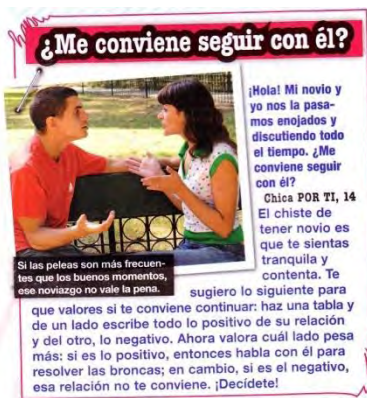 ¿Me conviene seguir con él?
¡Hola! Mi novio y
yo nos la pasa-
mos enojados y
discutiendo todo
el tiempo. ¿Me
conviene seguir
con él?
Chica POR TI, 14
El chiste de
tener novio es
que te sientas
tranquila y
contenta. Te
sugiero lo siguiente para
que valores si te conviene continuar: haz una tabla y
de un lado escribe todo lo positivo de su relación
y del otro, lo negativo. Ahora valora cuál lado pesa
más: si es lo positivo, entonces habla con él para
resolver las broncas; en cambio, si es el negativo,
esa relación no te conviene. ¡Decídete!
Si las peleas son más frecuen-
tes que los buenos momentos,
ese noviazgo no vale la pena.